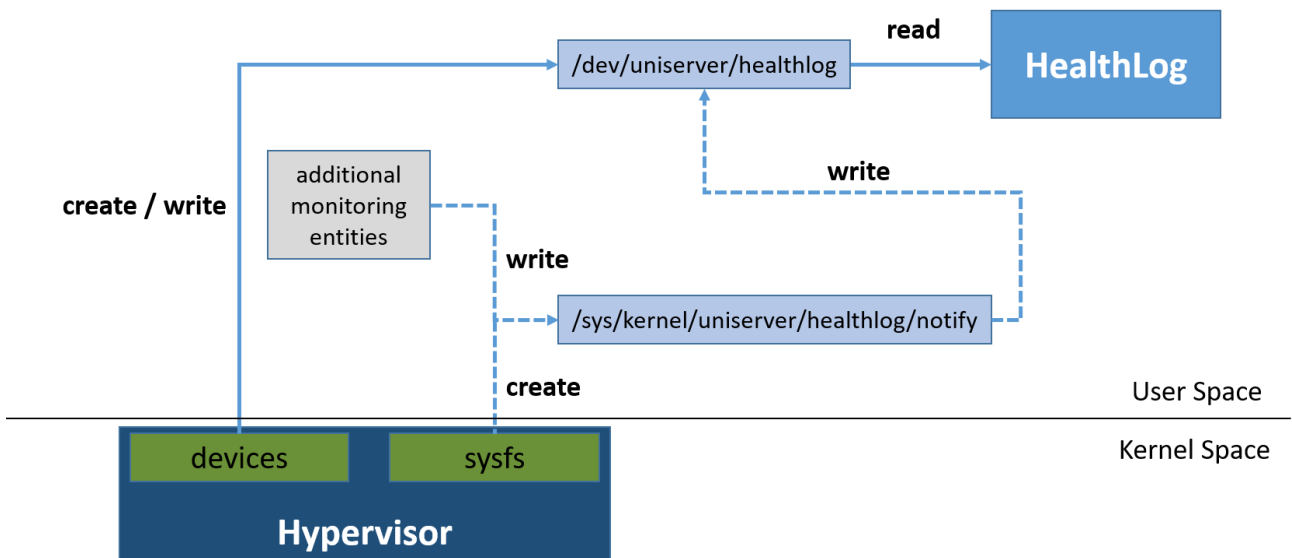 read
/dev/uniserver/healthlog
HealthLog
additional
monitoring
entities
create / write
write
write
/sys/kernel/uniserver/healthlog/notify
create
User Space
Kernel Space
devices
sysfs
Hypervisor